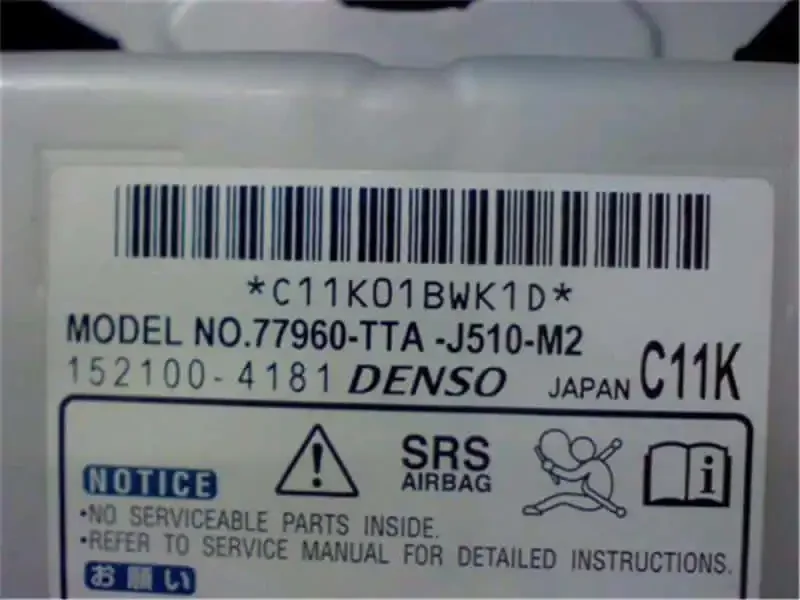 *C11K01BWK1D*
MODEL NO.77960-TTA -J510-M2
152100-4181 DENSO JAPAN C11K
SRS
AIRBAG
NOTICE
•NO SERVICEABLE PARTS INSIDE.
•REFER TO SERVICE MANUAL FOR DETAILED INSTRUCTIONS.
お願い